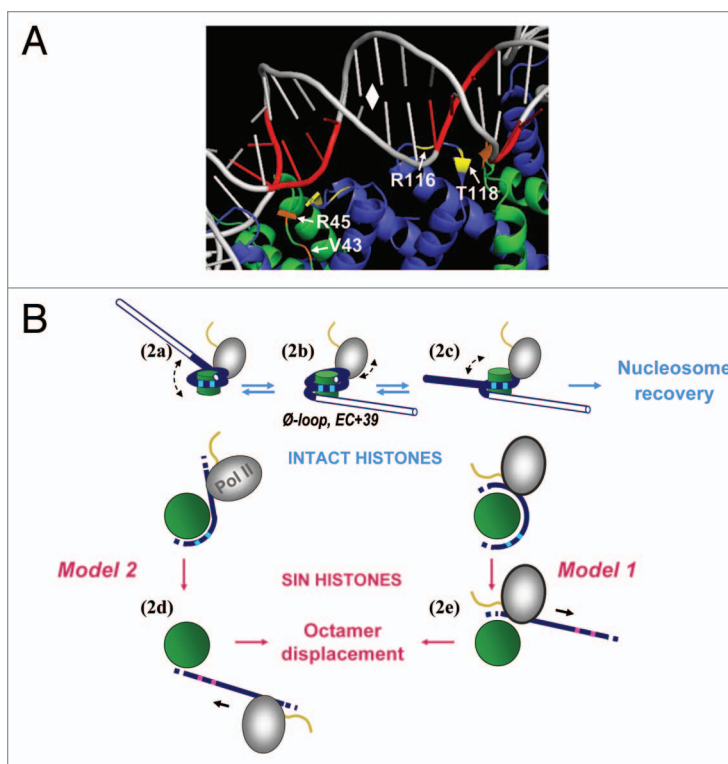 A
R116
T118
R45
V43
B
(2a)
(2b)
(2c)
Nucleosome
recovery
Ø-loop, EC+39
INTACT HISTONES
Pol II
Model 2
SIN HISTONES
Model 1
(2d)
(2e)
Octamer
displacement